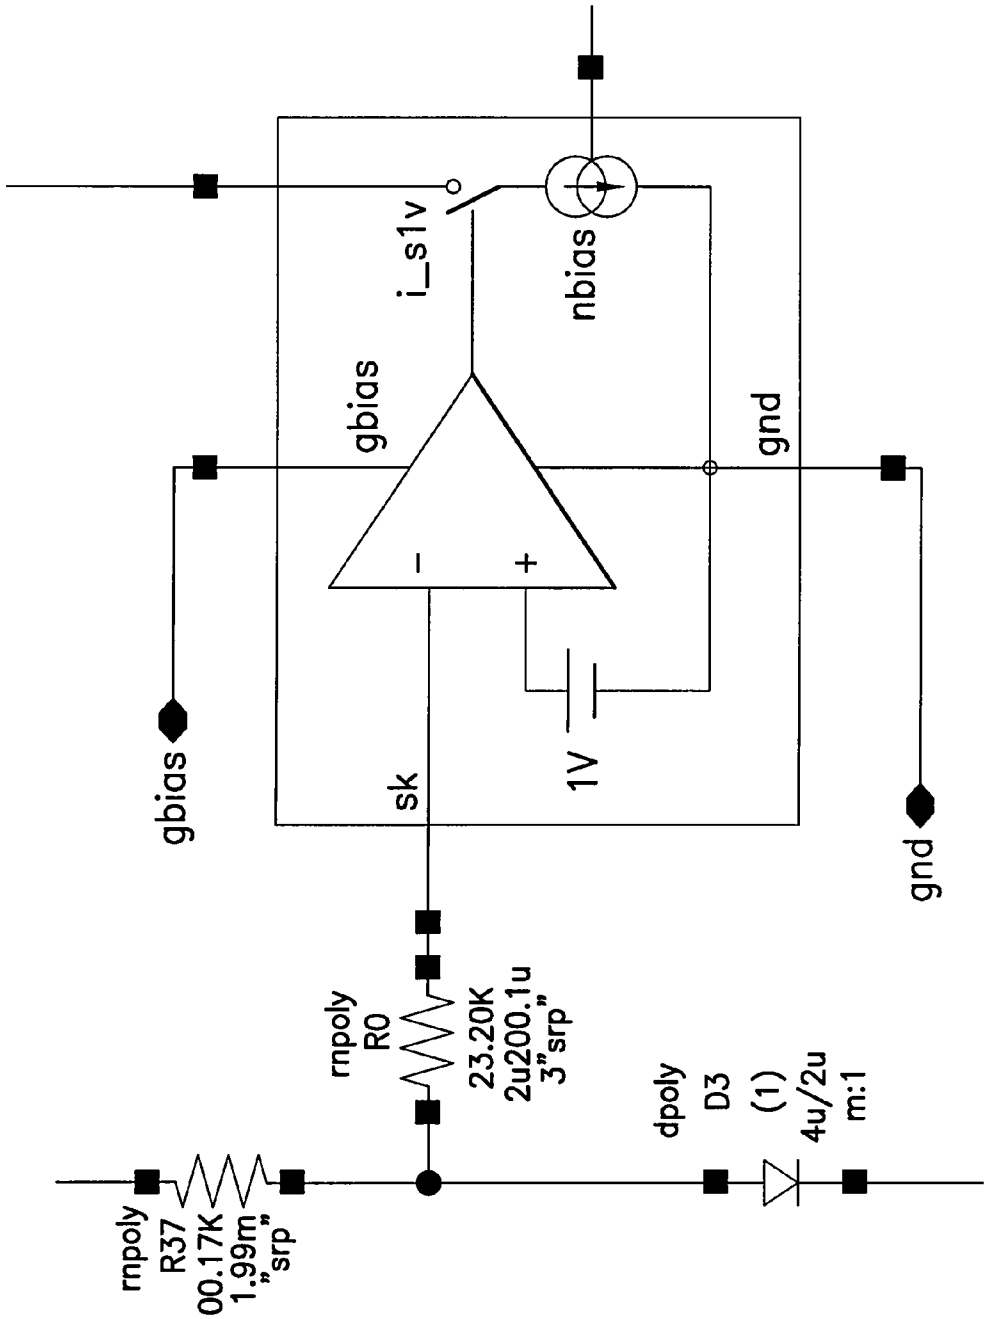 gbias
gbias
i_s1v
nbias
gnd
−
+
1V
sk
gnd
rnpoly
R0
23.20K
2u200.1u
3"srp"
rnpoly
R37
00.17K
1.99m
"srp"
dpoly
D3
(1)
4u/2u
m:1